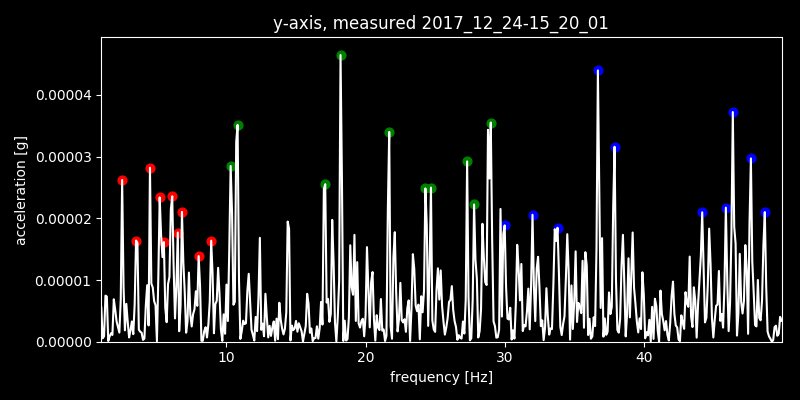 y-axis, measured 2017_12_24-15_20_01
0.00004
0.00003
0.00002
0.00001
0.00000
acceleration [g]
10 20 30 40
frequency [Hz]